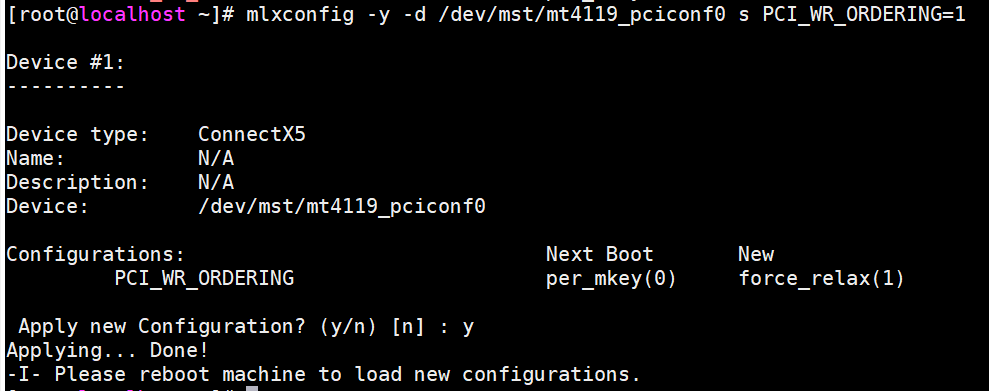 [root@localhost ~]# mlxconfig -y -d /dev/mst/mt4119_pciconf0 s PCI_WR_ORDERING=1
Device #1:
----------
Device type:    ConnectX5
Name:           N/A
Description:    N/A
Device:         /dev/mst/mt4119_pciconf0
Configurations:                              Next Boot       New
         PCI_WR_ORDERING                     per_mkey(0)     force_relax(1)
 Apply new Configuration? (y/n) [n] : y
Applying... Done!
-I- Please reboot machine to load new configurations.